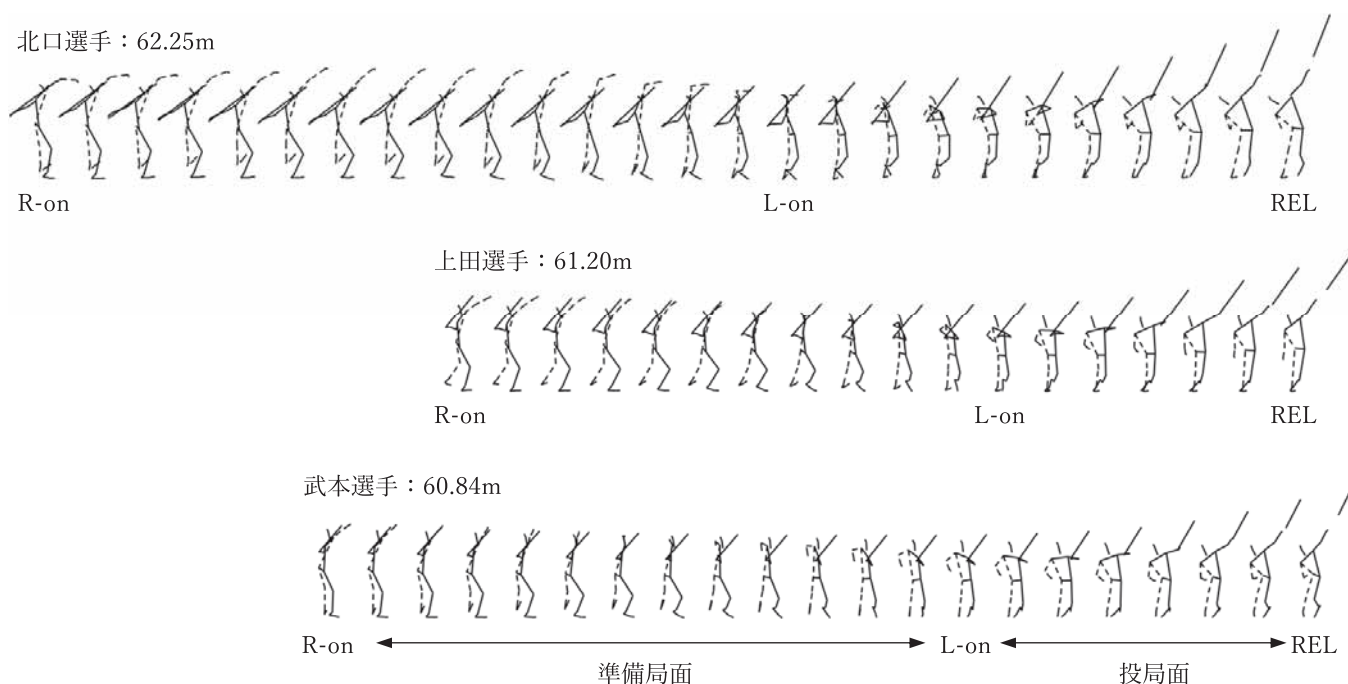 北口選手：62.25m
R-on L-on REL
上田選手：61.20m
R-on L-on REL
武本選手：60.84m
R-on L-on REL
準備局面 投局面